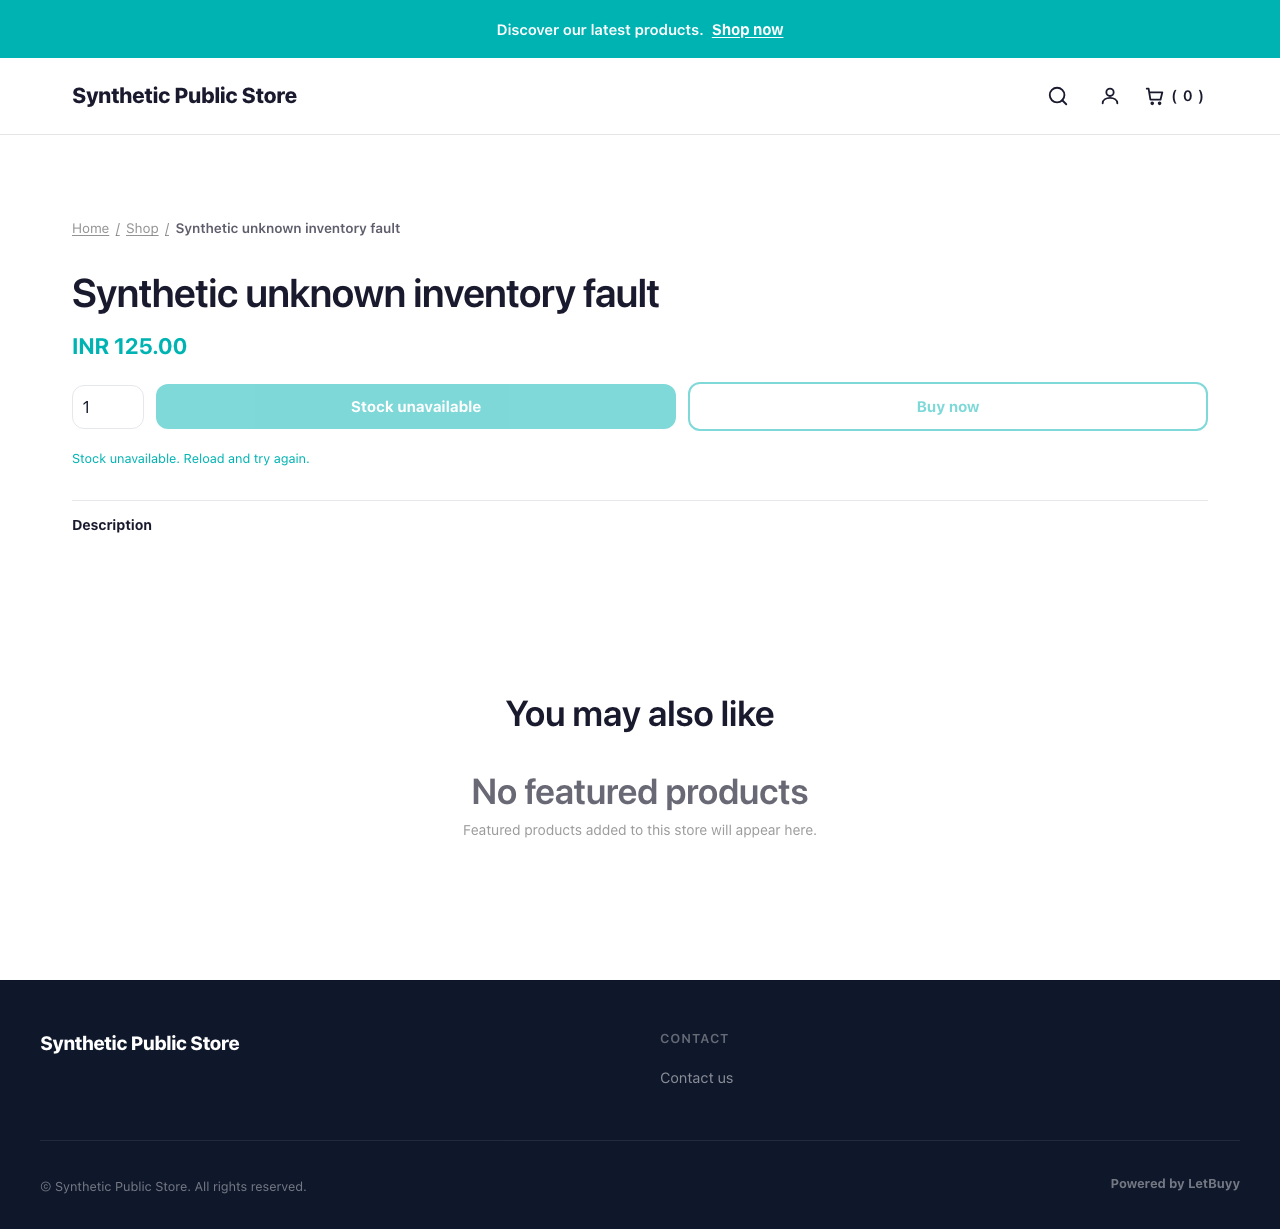 Discover our latest products. Shop now
Synthetic Public Store
( 0 )
Home / Shop / Synthetic unknown inventory fault
Synthetic unknown inventory fault
INR 125.00
1
Stock unavailable
Buy now
Stock unavailable. Reload and try again.
Description
You may also like
No featured products
Featured products added to this store will appear here.
Synthetic Public Store
CONTACT
Contact us
© Synthetic Public Store. All rights reserved.
Powered by LetBuyy